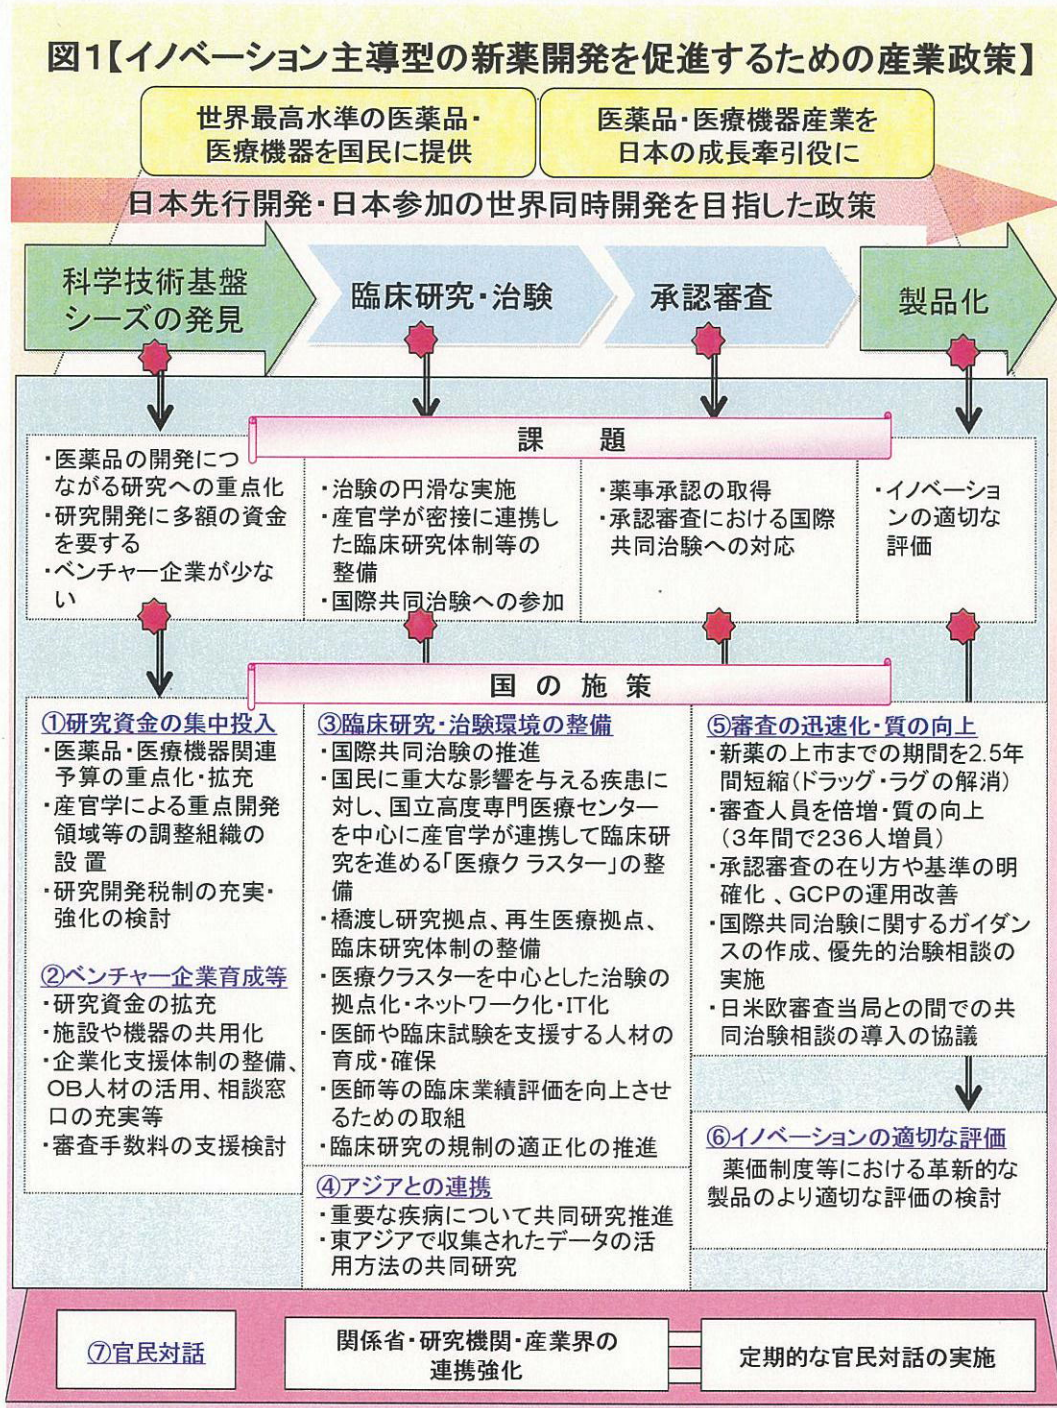 図1【イノベーション主導型の新薬開発を促進するための産業政策】
世界最高水準の医薬品・
医療機器を国民に提供
医薬品・医療機器産業を
日本の成長牽引役に
日本先行開発・日本参加の世界同時開発を目指した政策
科学技術基盤
シーズの発見
臨床研究・治験
承認審査
製品化
課 題
・医薬品の開発につ
ながる研究への重点化
・研究開発に多額の資金
を要する
・ベンチャー企業が少な
い
・治験の円滑な実施
・産官学が密接に連携し
た臨床研究体制等の
整備
・国際共同治験への参加
・薬事承認の取得
・承認審査における国際
共同治験への対応
・イノベーショ
ンの適切な
評価
国 の 施 策
①研究資金の集中投入
・医薬品・医療機器関連
予算の重点化・拡充
・産官学による重点開発
領域等の調整組織の
設 置
・研究開発税制の充実・
強化の検討
②ベンチャー企業育成等
・研究資金の拡充
・施設や機器の共用化
・企業化支援体制の整備、
OB人材の活用、相談窓
口の充実等
・審査手数料の支援検討
③臨床研究・治験環境の整備
・国際共同治験の推進
・国民に重大な影響を与える疾患に
対し、国立高度専門医療センター
を中心に産官学が連携して臨床研
究を進める「医療クラスター」の整
備
・橋渡し研究拠点、再生医療拠点、
臨床研究体制の整備
・医療クラスターを中心とした治験の
拠点化・ネットワーク化・IT化
・医師や臨床試験を支援する人材の
育成・確保
・医師等の臨床業績評価を向上させ
るための取組
・臨床研究の規制の適正化の推進
④アジアとの連携
・重要な疾病について共同研究推進
・東アジアで収集されたデータの活
用方法の共同研究
⑤審査の迅速化・質の向上
・新薬の上市までの期間を2.5年
間短縮(ドラッグ・ラグの解消)
・審査人員を倍増・質の向上
(3年間で236人増員)
・承認審査の在り方や基準の明
確化、GCPの運用改善
・国際共同治験に関するガイダン
スの作成、優先的治験相談の
実施
・日米欧審査当局との間での共
同治験相談の導入の協議
⑥イノベーションの適切な評価
薬価制度等における革新的な
製品のより適切な評価の検討
⑦官民対話
関係省・研究機関・産業界の
連携強化
定期的な官民対話の実施